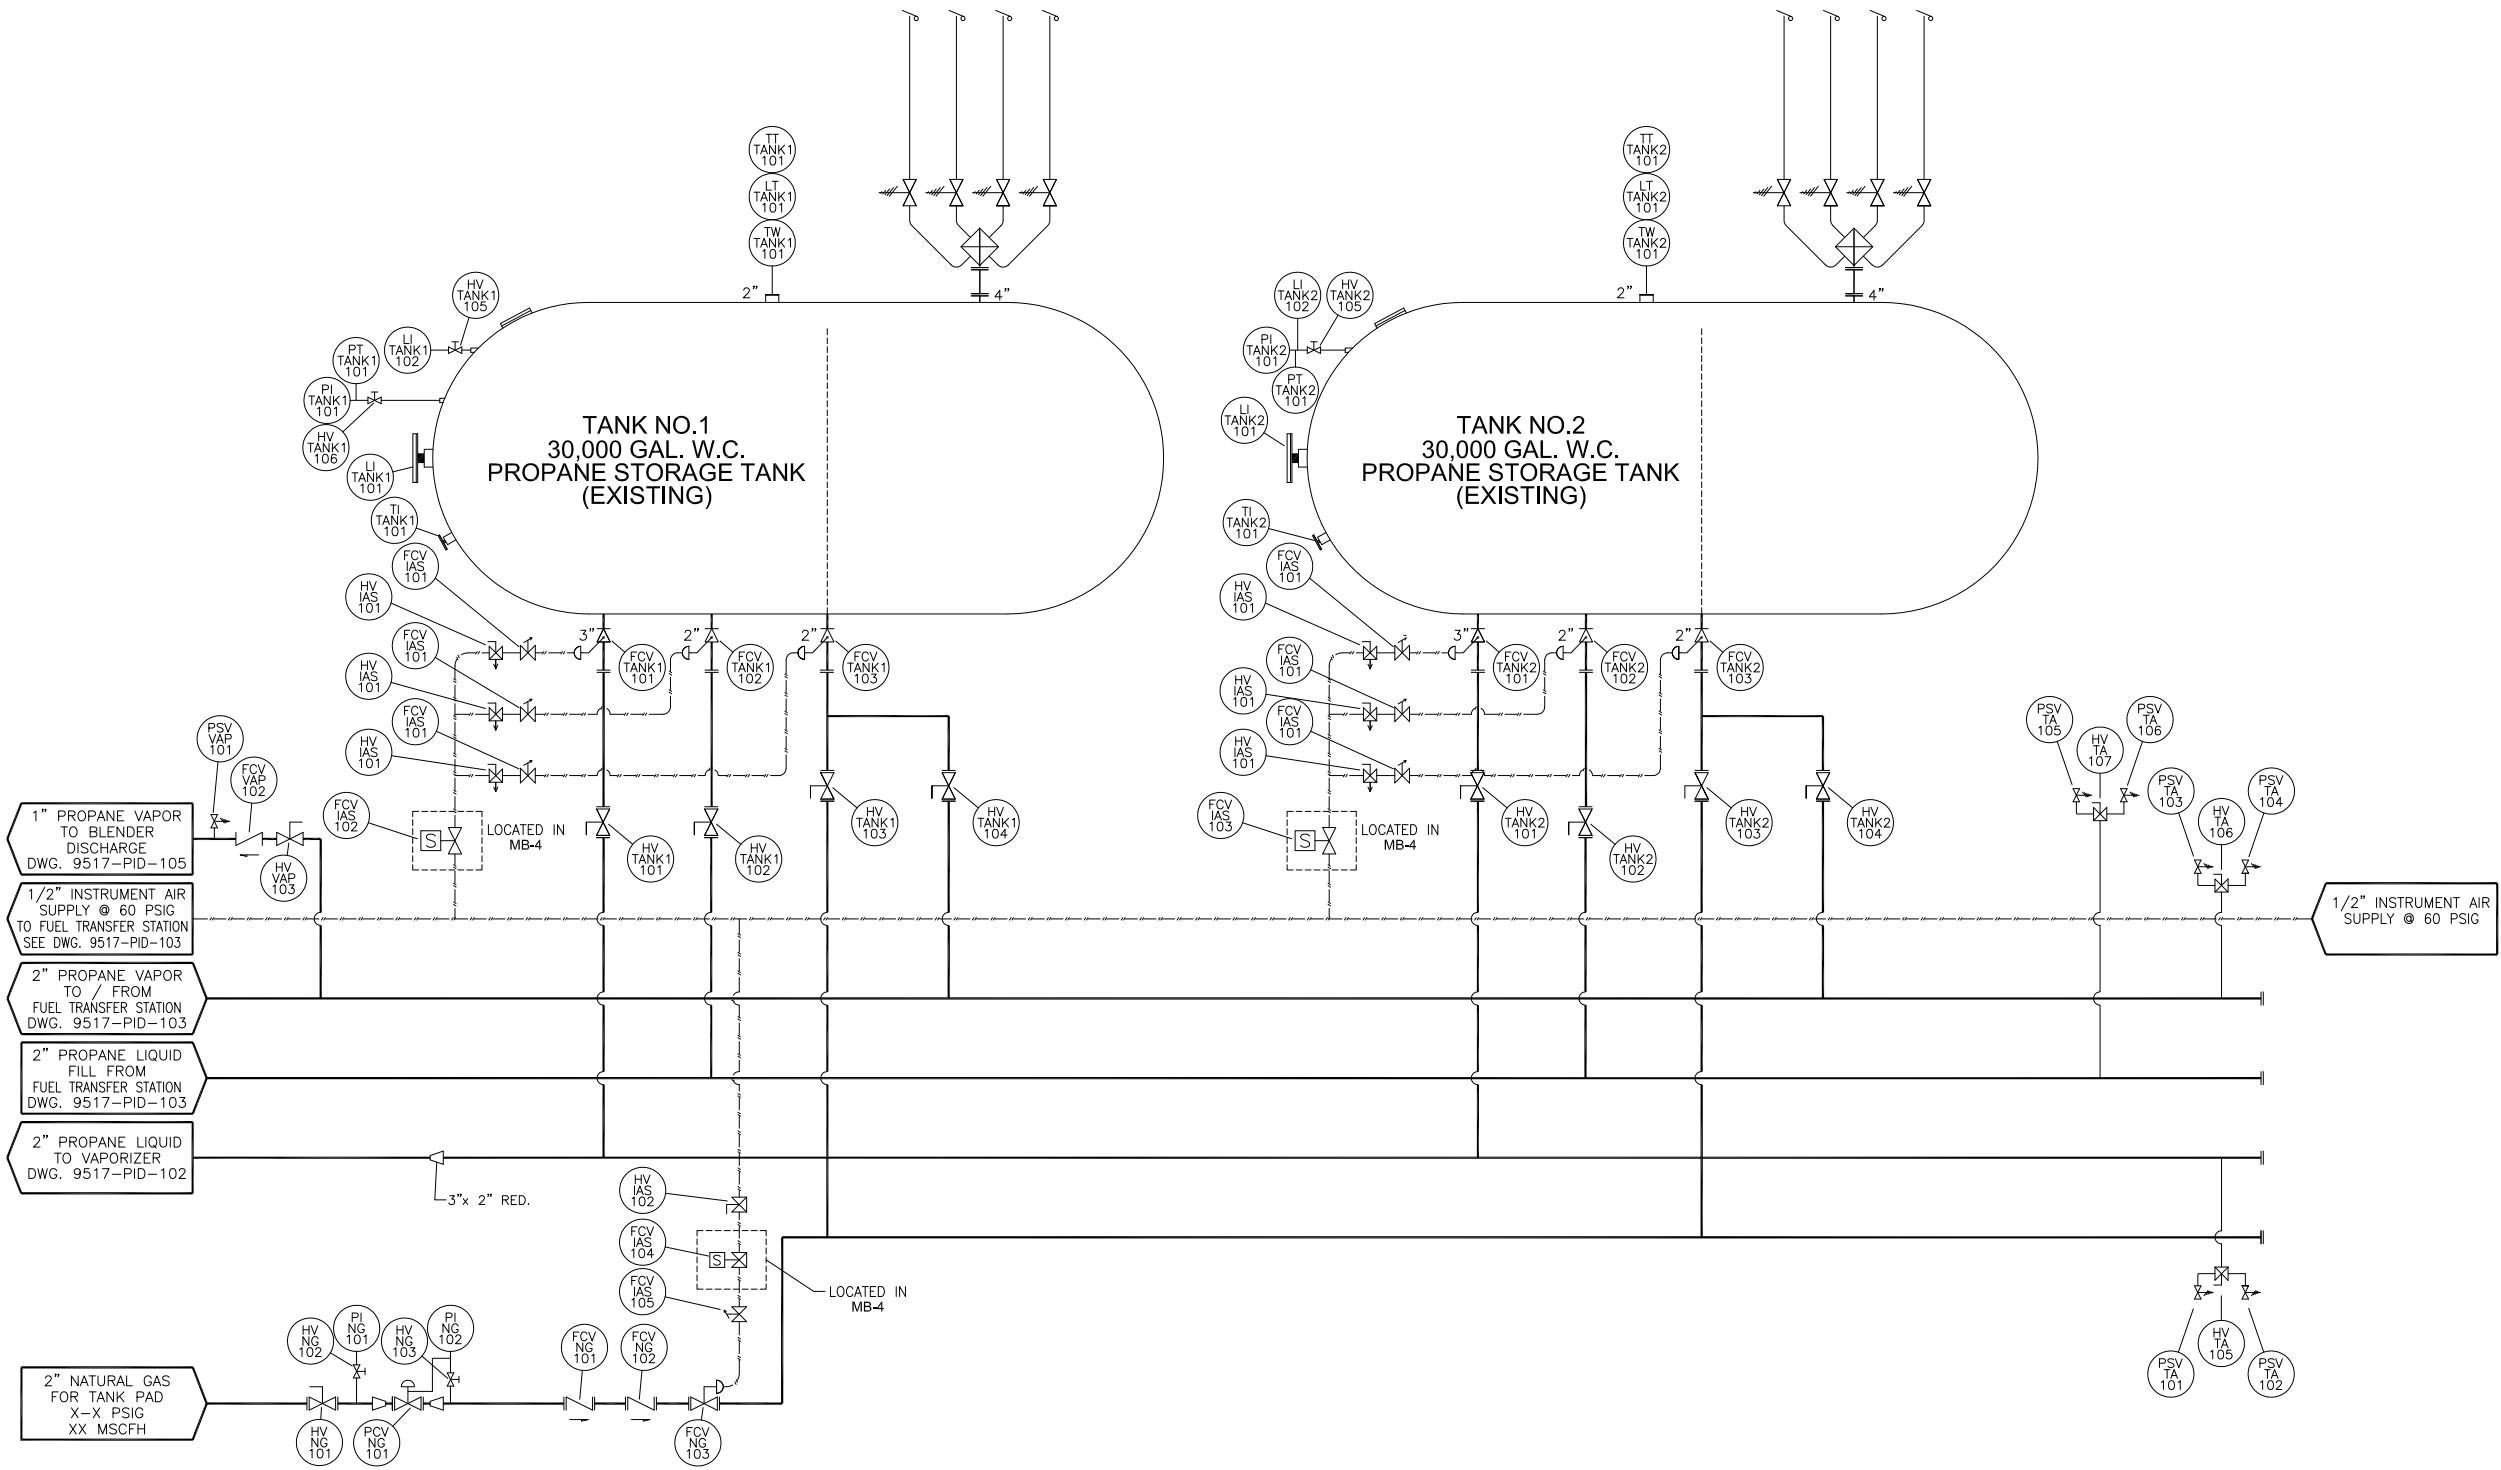 TT
TANK1
101
LT
TANK1
101
TW
TANK1
101
2"
4"
HV
TANK1
105
LI
TANK1
102
PT
TANK1
101
PI
TANK1
101
HV
TANK1
106
LI
TANK1
101
TI
TANK1
101
TANK NO.1
30,000 GAL. W.C.
PROPANE STORAGE TANK
(EXISTING)
TT
TANK2
101
LT
TANK2
101
TW
TANK2
101
2"
4"
LI
TANK2
102
HV
TANK2
105
PI
TANK2
101
PT
TANK2
101
LI
TANK2
101
TI
TANK2
101
TANK NO.2
30,000 GAL. W.C.
PROPANE STORAGE TANK
(EXISTING)
FCV
IAS
101
HV
IAS
101
FCV
IAS
101
HV
IAS
101
FCV
IAS
101
HV
IAS
101
3"
2"
2"
FCV
TANK1
101
FCV
TANK1
102
FCV
TANK1
103
FCV
IAS
102
S
LOCATED IN
MB-4
HV
TANK1
101
HV
TANK1
102
HV
TANK1
103
HV
TANK1
104
FCV
IAS
101
HV
IAS
101
FCV
IAS
101
HV
IAS
101
FCV
IAS
101
HV
IAS
101
3"
2"
2"
FCV
TANK2
101
FCV
TANK2
102
FCV
TANK2
103
FCV
IAS
103
S
LOCATED IN
MB-4
HV
TANK2
101
HV
TANK2
102
HV
TANK2
103
HV
TANK2
104
PSV
TA
105
HV
TA
107
PSV
TA
106
PSV
TA
103
HV
TA
106
PSV
TA
104
PSV
VAP
101
FCV
VAP
102
HV
VAP
103
1" PROPANE VAPOR
TO BLENDER
DISCHARGE
DWG. 9517-PID-105
1/2" INSTRUMENT AIR
SUPPLY @ 60 PSIG
TO FUEL TRANSFER STATION
SEE DWG. 9517-PID-103
1/2" INSTRUMENT AIR
SUPPLY @ 60 PSIG
2" PROPANE VAPOR
TO / FROM
FUEL TRANSFER STATION
DWG. 9517-PID-103
2" PROPANE LIQUID
FILL FROM
FUEL TRANSFER STATION
DWG. 9517-PID-103
2" PROPANE LIQUID
TO VAPORIZER
DWG. 9517-PID-102
3"x 2" RED.
HV
IAS
102
FCV
IAS
104
S
FCV
IAS
105
LOCATED IN
MB-4
HV
NG
102
PI
NG
101
HV
NG
103
PI
NG
102
FCV
NG
101
FCV
NG
102
HV
NG
101
PCV
NG
101
FCV
NG
103
2" NATURAL GAS
FOR TANK PAD
X-X PSIG
XX MSCFH
PSV
TA
101
HV
TA
105
PSV
TA
102